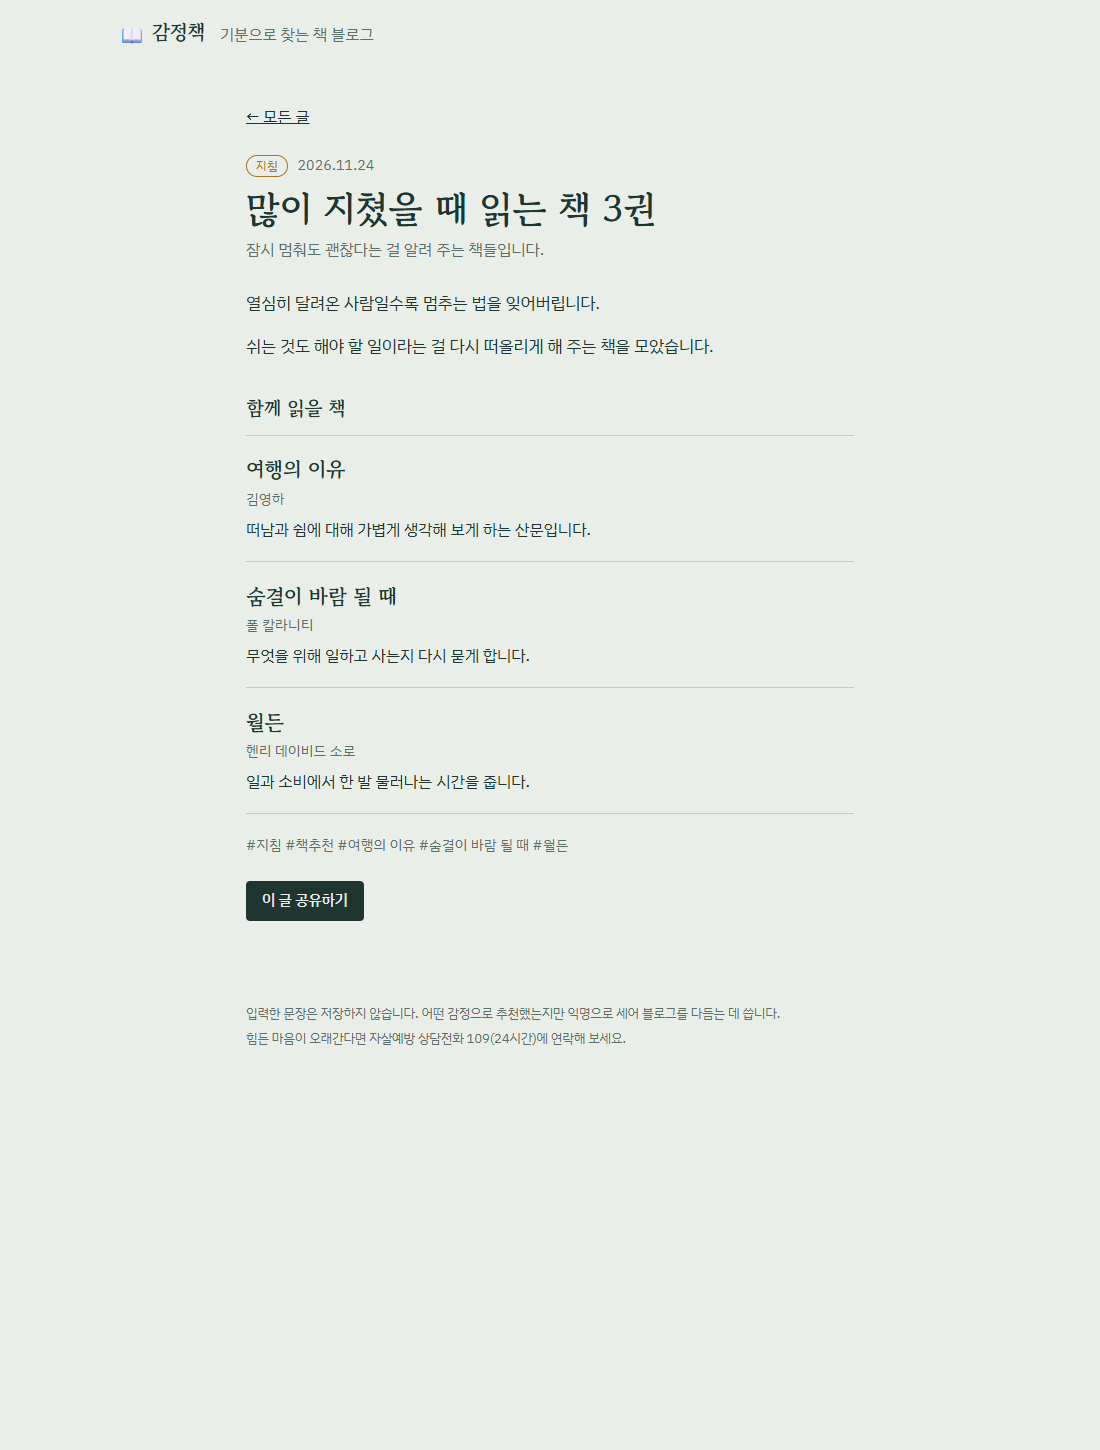 감정책 기분으로 찾는 책 블로그
← 모든 글
지침 2026.11.24
많이 지쳤을 때 읽는 책 3권
잠시 멈춰도 괜찮다는 걸 알려 주는 책들입니다.
열심히 달려온 사람일수록 멈추는 법을 잊어버립니다.
쉬는 것도 해야 할 일이라는 걸 다시 떠올리게 해 주는 책을 모았습니다.
함께 읽을 책
여행의 이유
김영하
떠남과 쉼에 대해 가볍게 생각해 보게 하는 산문입니다.
숨결이 바람 될 때
폴 칼라니티
무엇을 위해 일하고 사는지 다시 묻게 합니다.
월든
헨리 데이비드 소로
일과 소비에서 한 발 물러나는 시간을 줍니다.
#지침 #책추천 #여행의 이유 #숨결이 바람 될 때 #월든
이 글 공유하기
입력한 문장은 저장하지 않습니다. 어떤 감정으로 추천했는지만 익명으로 세어 블로그를 다듬는 데 씁니다.
힘든 마음이 오래간다면 자살예방 상담전화 109(24시간)에 연락해 보세요.